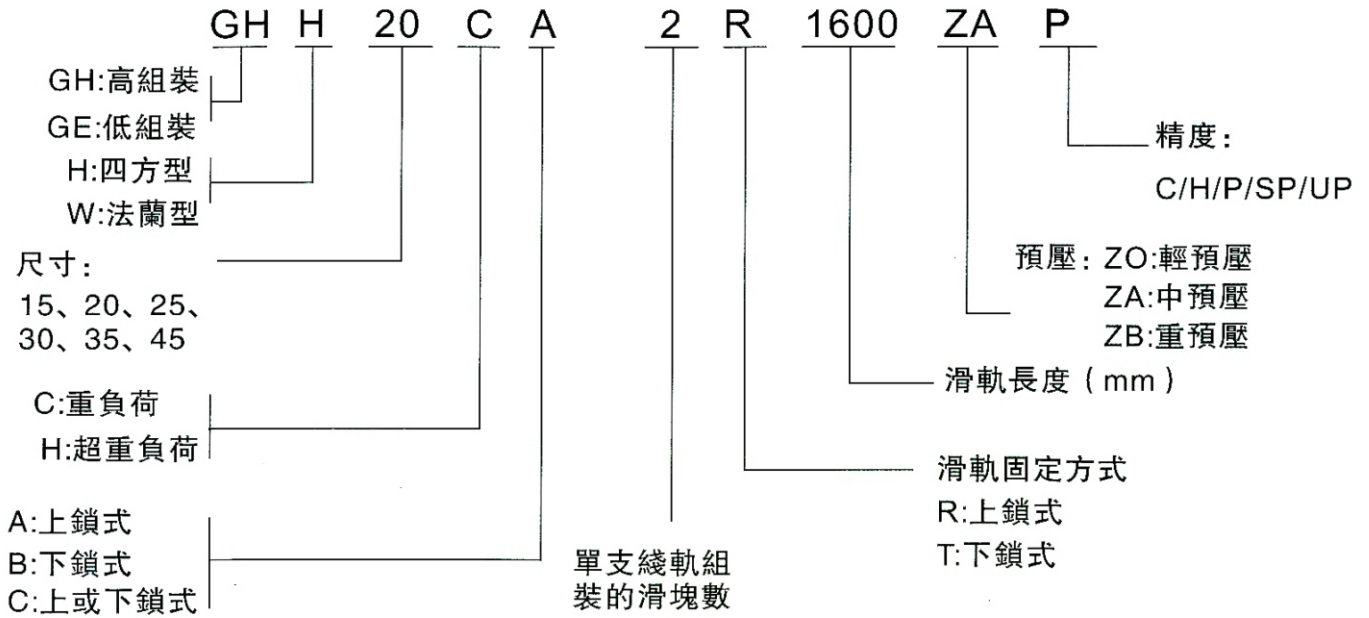 GH H 20 C A 2 R 1600 ZA P
GH:高組裝
GE:低組裝
H:四方型
W:法蘭型
尺寸：
15、20、25、
30、35、45
C:重負荷
H:超重負荷
A:上鎖式
B:下鎖式
C:上或下鎖式
單支綫軌組
裝的滑塊數
滑軌固定方式
R:上鎖式
T:下鎖式
滑軌長度（mm）
預壓：ZO:輕預壓
ZA:中預壓
ZB:重預壓
精度：
C/H/P/SP/UP